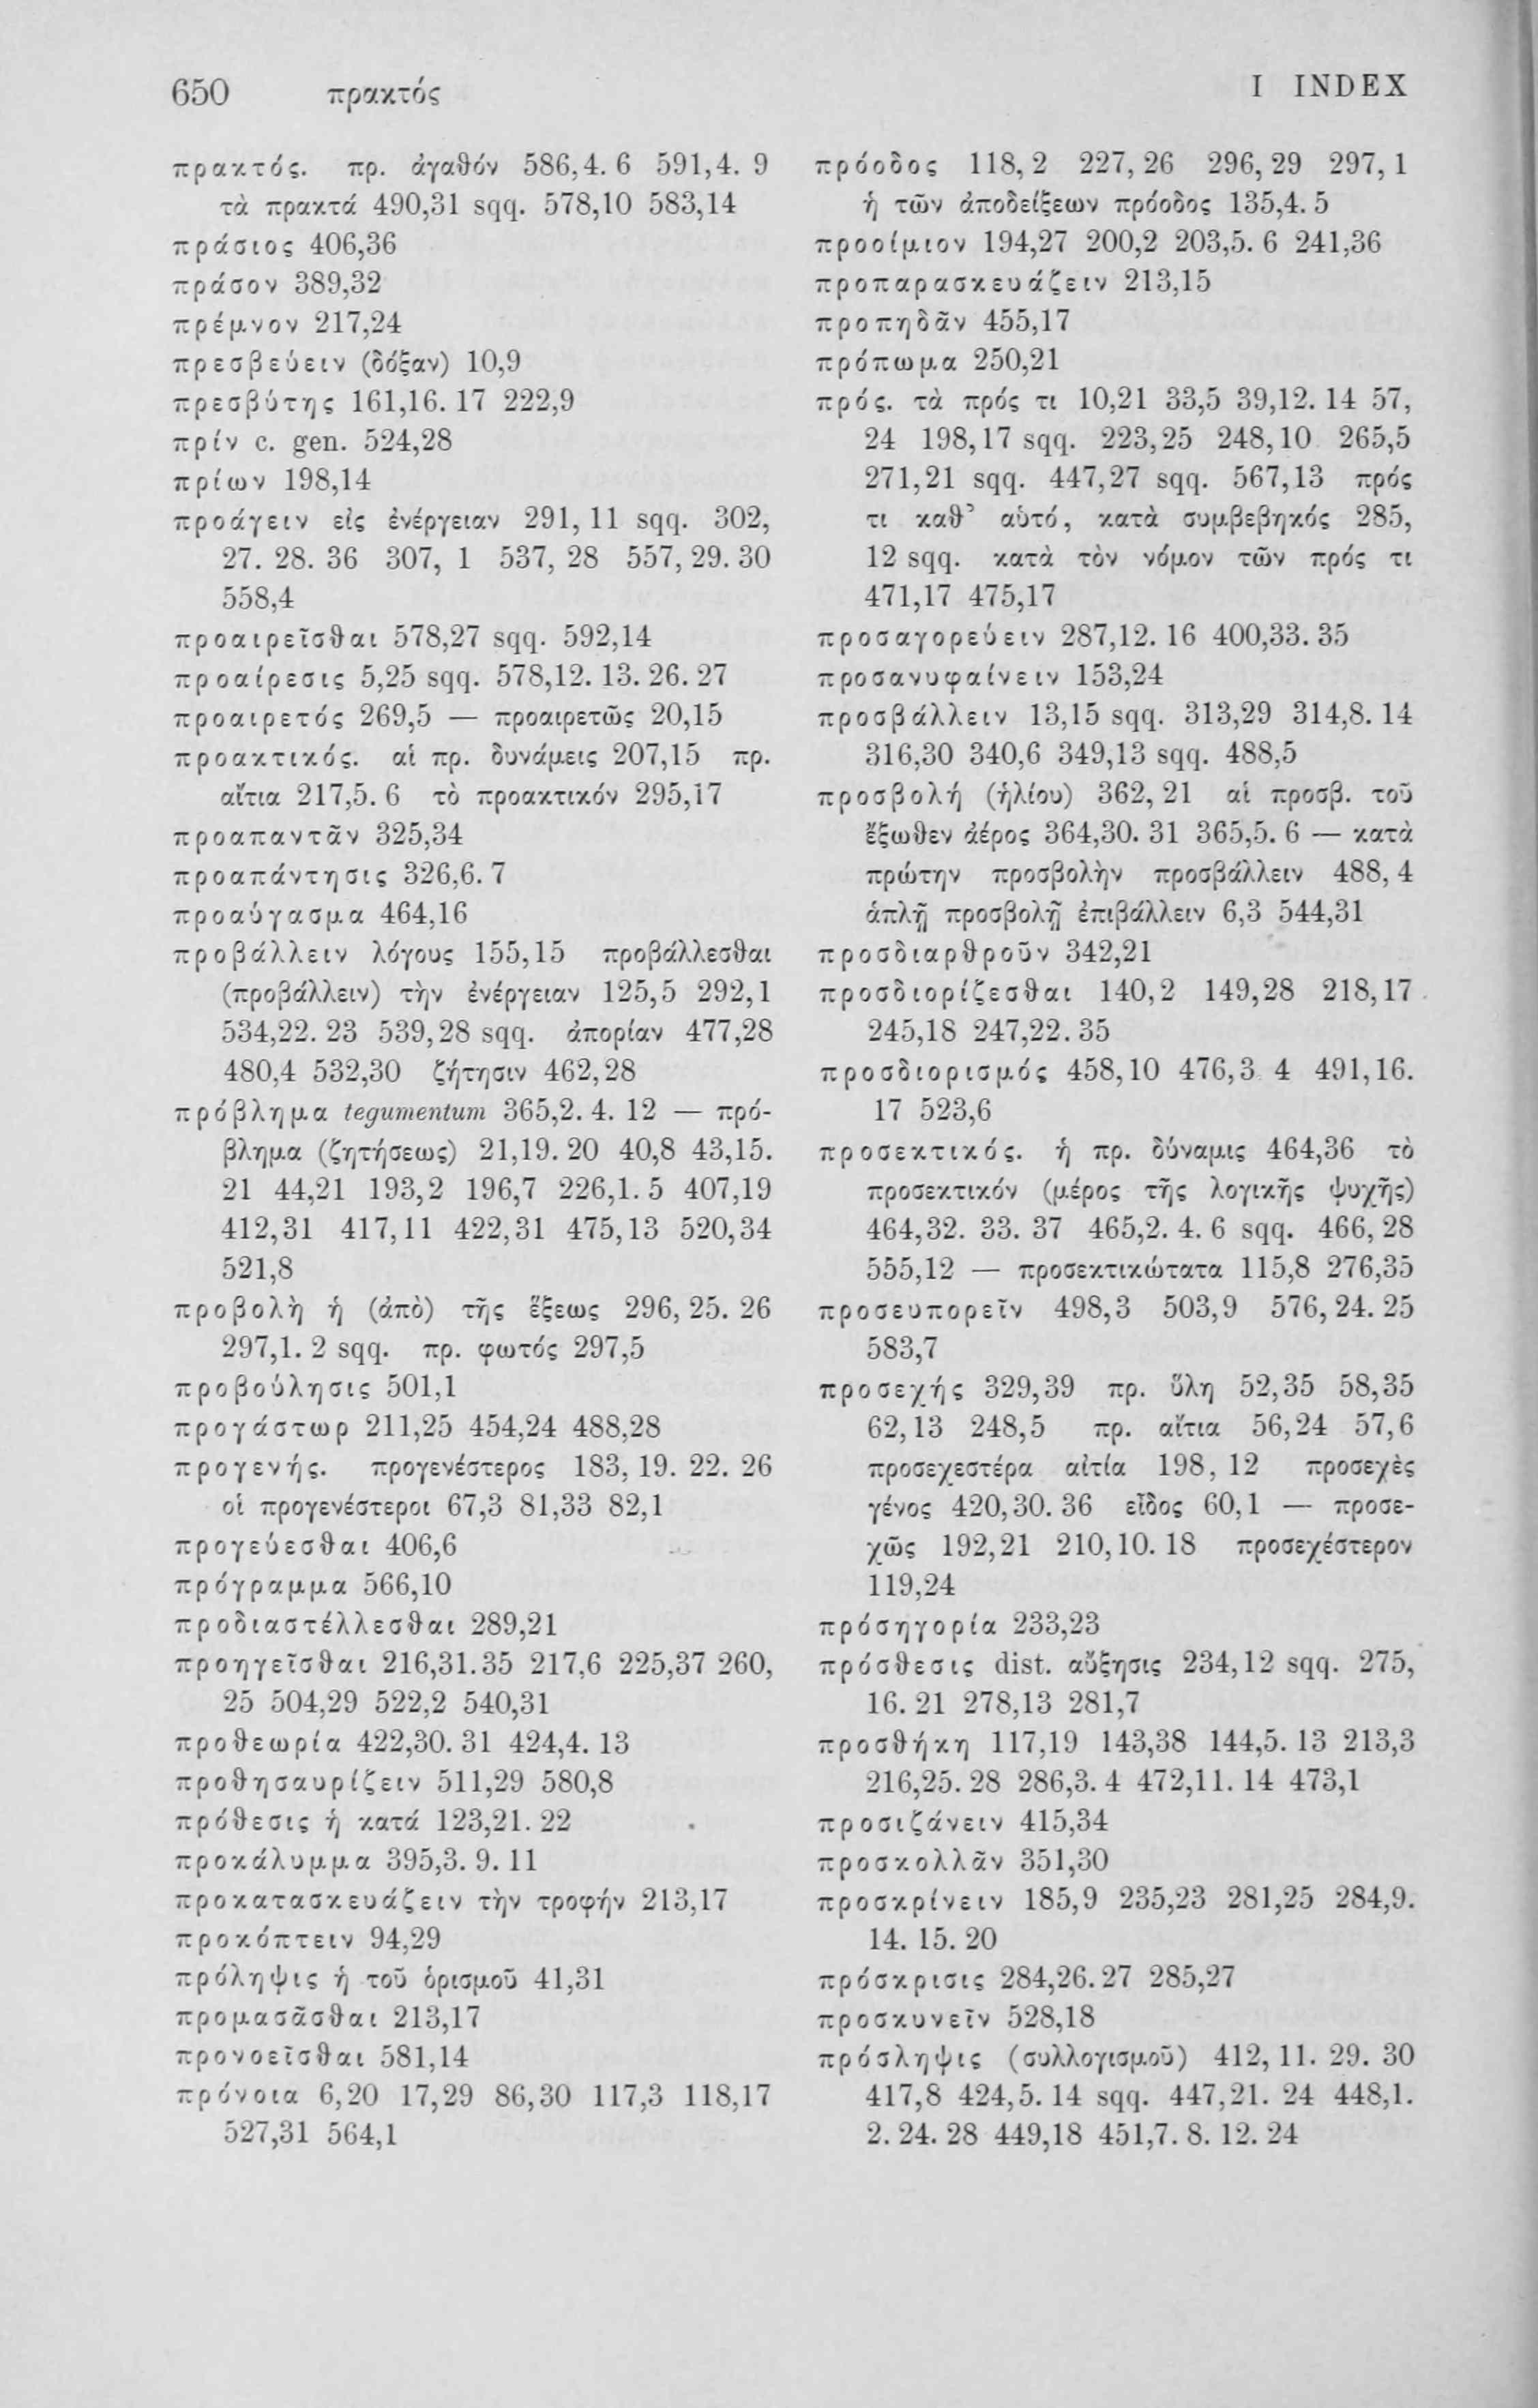 650 πρακτός I INDEX
πρακτός. πρ. ἀγαθόν 586,4. 6 591,4. 9
τὰ πρακτά 490,31 sqq. 578,10 583,14
πράσιος 406,36
πράσον 389,32
πρέμνον 217,24
πρεσβεύειν (δόξαν) 10,9
πρεσβύτης 161,16. 17 222,9
πρίν c. gen. 524,28
πρίων 198,14
προάγειν εἰς ἐνέργειαν 291, 11 sqq. 302,
27. 28. 36 307, 1 537, 28 557, 29. 30
558,4
προαιρεῖσθαι 578,27 sqq. 592,14
προαίρεσις 5,25 sqq. 578,12. 13. 26. 27
προαιρετός 269,5 — προαιρετῶς 20,15
προακτικός. αἱ πρ. δυνάμεις 207,15 πρ.
αἴτια 217,5. 6 τὸ προακτικόν 295,17
προαπαντᾶν 325,34
προαπάντησις 326,6. 7
προαύγασμα 464,16
προβάλλειν λόγους 155,15 προβάλλεσθαι
(προβάλλειν) τὴν ἐνέργειαν 125,5 292,1
534,22. 23 539,28 sqq. ἀπορίαν 477,28
480,4 532,30 ζήτησιν 462,28
πρόβλημα tegumentum 365,2. 4. 12 — πρό-
βλημα (ζητήσεως) 21,19. 20 40,8 43,15.
21 44,21 193,2 196,7 226,1. 5 407,19
412,31 417,11 422,31 475,13 520,34
521,8
προβολὴ ἡ (ἀπὸ) τῆς ἕξεως 296, 25. 26
297,1. 2 sqq. πρ. φωτός 297,5
προβούλησις 501,1
προγάστωρ 211,25 454,24 488,28
προγενής. προγενέστερος 183, 19. 22. 26
οἱ προγενέστεροι 67,3 81,33 82,1
προγεύεσθαι 406,6
πρόγραμμα 566,10
προδιαστέλλεσθαι 289,21
προηγεῖσθαι 216,31. 35 217,6 225,37 260,
25 504,29 522,2 540,31
προθεωρία 422,30. 31 424,4. 13
προθησαυρίζειν 511,29 580,8
πρόθεσις ἡ κατά 123,21. 22
προκάλυμμα 395,3. 9. 11
προκατασκευάζειν τὴν τροφήν 213,17
προκόπτειν 94,29
πρόληψις ἡ τοῦ ὁρισμοῦ 41,31
προμασᾶσθαι 213,17
προνοεῖσθαι 581,14
πρόνοια 6,20 17,29 86,30 117,3 118,17
527,31 564,1
πρόοδος 118, 2 227, 26 296, 29 297, 1
ἡ τῶν ἀποδείξεων πρόοδος 135,4. 5
προοίμιον 194,27 200,2 203,5. 6 241,36
προπαρασκευάζειν 213,15
προπηδᾶν 455,17
πρόπωμα 250,21
πρός. τὰ πρός τι 10,21 33,5 39,12. 14 57,
24 198,17 sqq. 223,25 248,10 265,5
271,21 sqq. 447,27 sqq. 567,13 πρός
τι καθ' αὑτό, κατὰ συμβεβηκός 285,
12 sqq. κατὰ τὸν νόμον τῶν πρός τι
471,17 475,17
προσαγορεύειν 287,12. 16 400,33. 35
προσανυφαίνειν 153,24
προσβάλλειν 13,15 sqq. 313,29 314,8. 14
316,30 340,6 349,13 sqq. 488,5
προσβολή (ἡλίου) 362, 21 αἱ προσβ. τοῦ
ἔξωθεν ἀέρος 364,30. 31 365,5. 6 — κατὰ
πρώτην προσβολὴν προσβάλλειν 488, 4
ἁπλῇ προσβολῇ ἐπιβάλλειν 6,3 544,31
προσδιαρθροῦν 342,21
προσδιορίζεσθαι 140,2 149,28 218,17
245,18 247,22. 35
προσδιορισμός 458,10 476,3 4 491,16.
17 523,6
προσεκτικός. ἡ πρ. δύναμις 464,36 τὸ
προσεκτικόν (μέρος τῆς λογικῆς ψυχῆς)
464,32. 33. 37 465,2. 4. 6 sqq. 466, 28
555,12 — προσεκτικώτατα 115,8 276,35
προσευπορεῖν 498,3 503,9 576, 24. 25
583,7
προσεχής 329,39 πρ. ὕλη 52,35 58,35
62,13 248,5 πρ. αἴτια 56,24 57,6
προσεχεστέρα αἰτία 198, 12 προσεχὲς
γένος 420,30. 36 εἶδος 60,1 — προσε-
χῶς 192,21 210,10. 18 προσεχέστερον
119,24
πρόσηγορία 233,23
πρόσθεσις dist. αὔξησις 234,12 sqq. 275,
16. 21 278,13 281,7
προσθήκη 117,19 143,38 144,5. 13 213,3
216,25. 28 286,3. 4 472,11. 14 473,1
προσιζάνειν 415,34
προσκολλᾶν 351,30
προσκρίνειν 185,9 235,23 281,25 284,9.
14. 15. 20
πρόσκρισις 284,26. 27 285,27
προσκυνεῖν 528,18
πρόσληψις (συλλογισμοῦ) 412, 11. 29. 30
417,8 424,5. 14 sqq. 447,21. 24 448,1.
2. 24. 28 449,18 451,7. 8. 12. 24